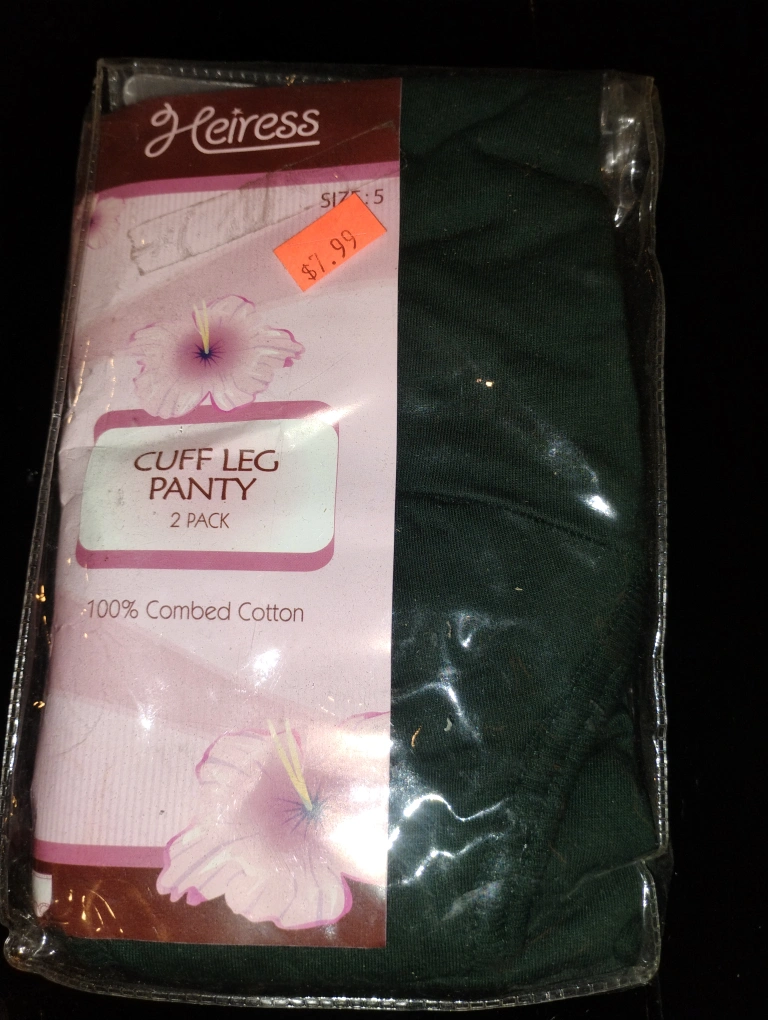 Heiress
SIZE: 5
$7.99
CUFF LEG
PANTY
2 PACK
100% Combed Cotton